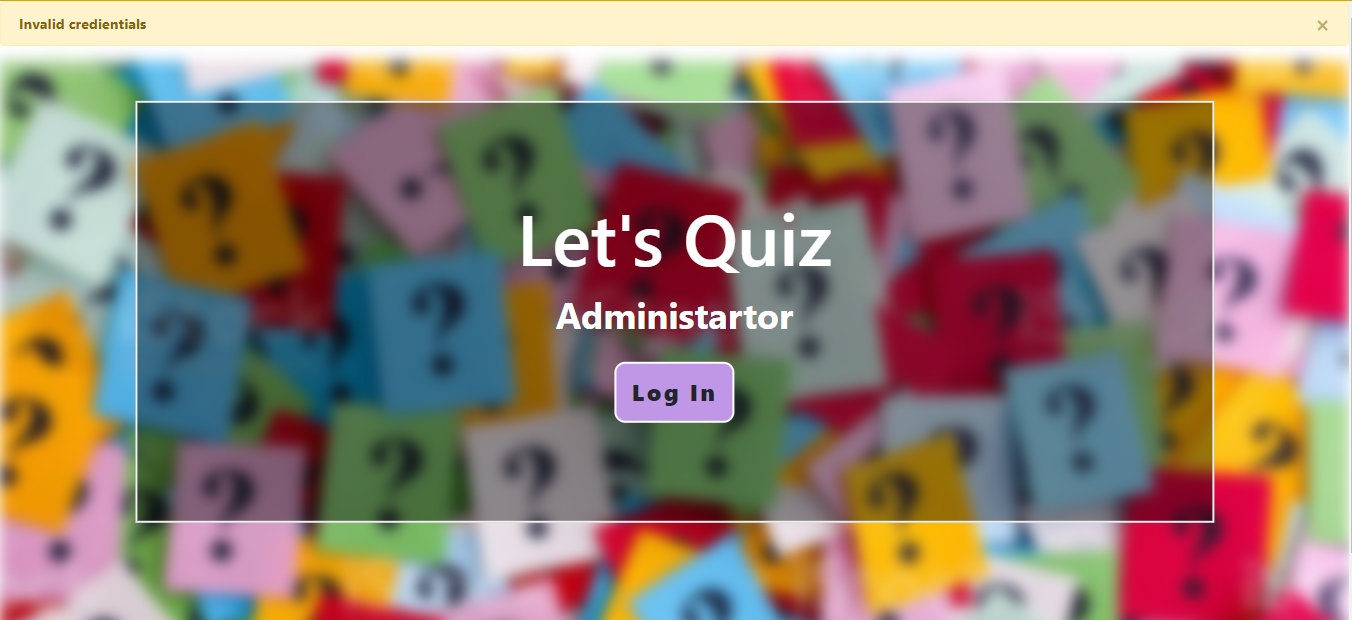 Invalid credientials ×
Let's Quiz
Administartor
Log In